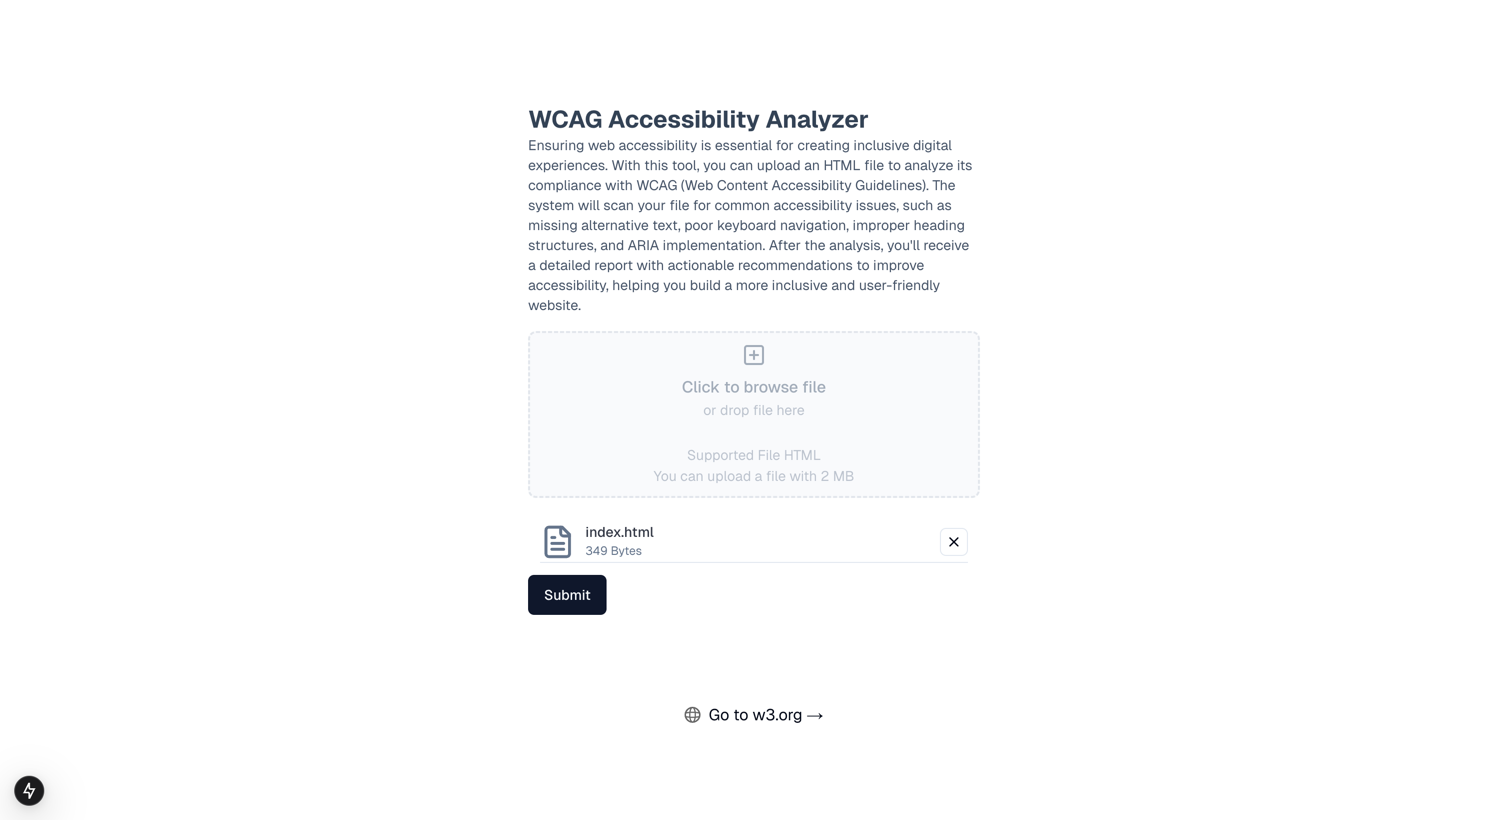 WCAG Accessibility Analyzer
Ensuring web accessibility is essential for creating inclusive digital
experiences. With this tool, you can upload an HTML file to analyze its
compliance with WCAG (Web Content Accessibility Guidelines). The
system will scan your file for common accessibility issues, such as
missing alternative text, poor keyboard navigation, improper heading
structures, and ARIA implementation. After the analysis, you'll receive
a detailed report with actionable recommendations to improve
accessibility, helping you build a more inclusive and user-friendly
website.
Click to browse file
or drop file here
Supported File HTML
You can upload a file with 2 MB
index.html
349 Bytes
Submit
Go to w3.org →